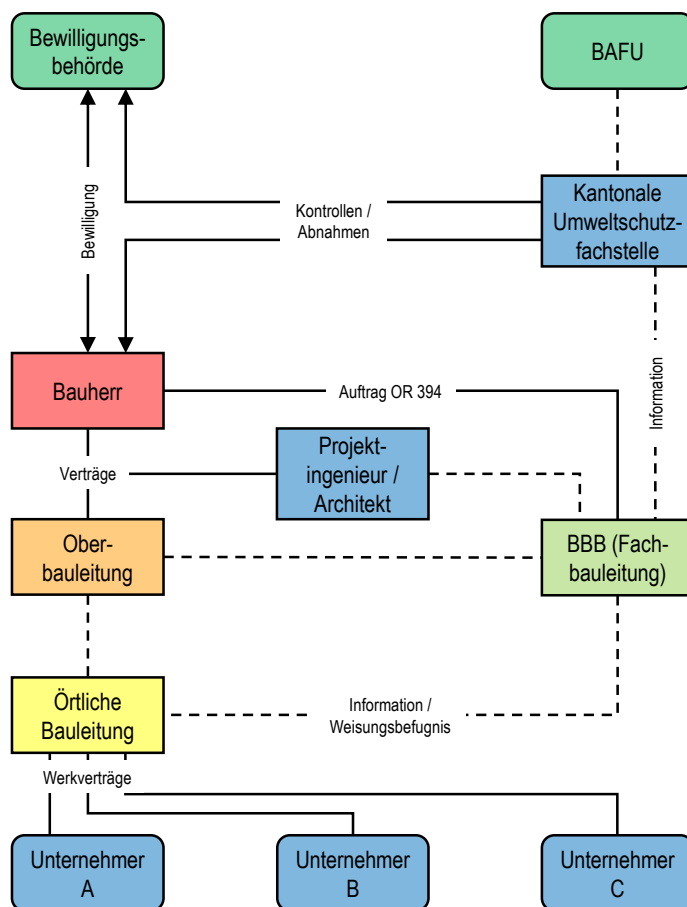 Bewilligungs-
behörde
BAFU
Bewilligung
Kontrollen /
Abnahmen
Kantonale
Umweltschutz-
fachstelle
Information
Bauherr
Auftrag OR 394
Verträge
Projekt-
ingenieur /
Architekt
Ober-
bauleitung
BBB (Fach-
bauleitung)
Örtliche
Bauleitung
Information /
Weisungsbefugnis
Werkverträge
Unternehmer
A
Unternehmer
B
Unternehmer
C